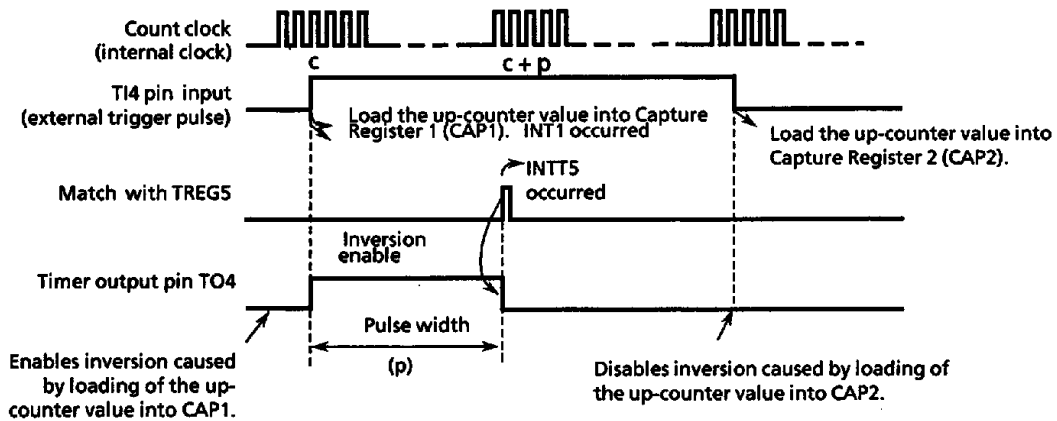 Count clock
(internal clock)
c
c + p
TI4 pin input
(external trigger pulse)
Load the up-counter value into Capture
Register 1 (CAP1). INT1 occurred
Load the up-counter value into
Capture Register 2 (CAP2).
INTT5
occurred
Match with TREG5
Inversion
enable
Timer output pin TO4
Pulse width
(p)
Enables inversion caused
by loading of the up-
counter value into CAP1.
Disables inversion caused by loading of
the up-counter value into CAP2.